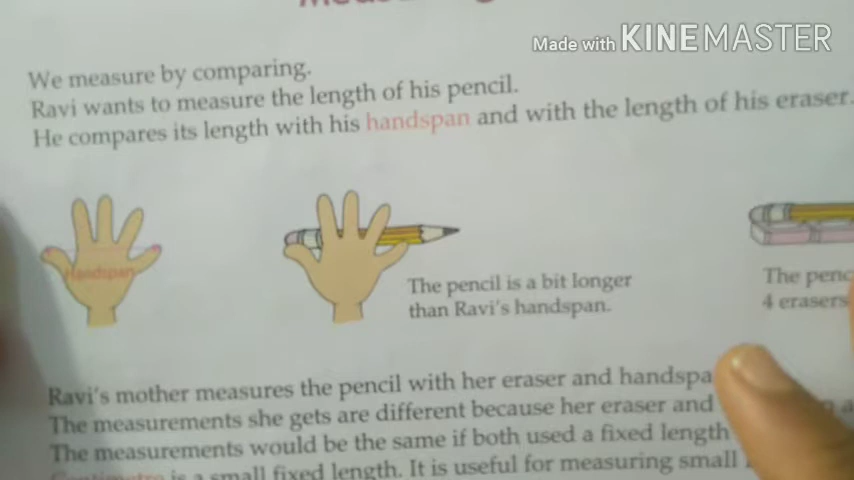 Made with KINEMASTER
We measure by comparing.
Ravi wants to measure the length of his pencil.
He compares its length with his handspan and with the length of his eraser.
Handspan
The pencil is a bit longer
than Ravi's handspan.
The penc
4 erasers
Ravi's mother measures the pencil with her eraser and handspa
The measurements she gets are different because her eraser and
The measurements would be the same if both used a fixed length
Centimetre is a small fixed length. It is useful for measuring small